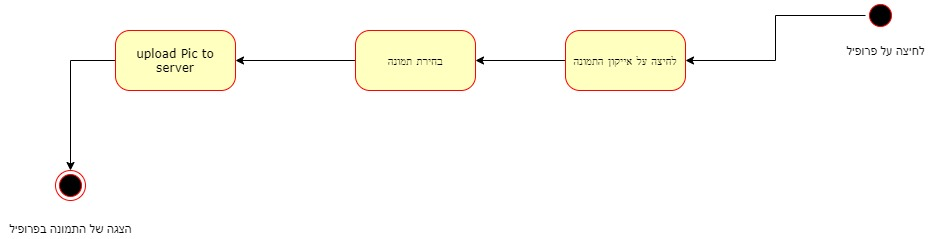 לחיצה על פרופיל
לחיצה על אייקון התמונה
בחירת תמונה
upload Pic to
server
הצגה של התמונה בפרופיל